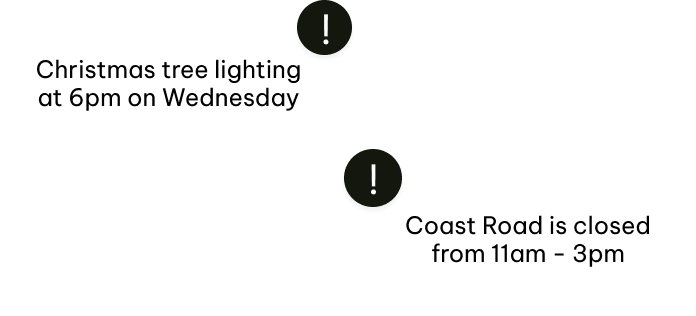 !
Christmas tree lighting
at 6pm on Wednesday
!
Coast Road is closed
from 11am - 3pm